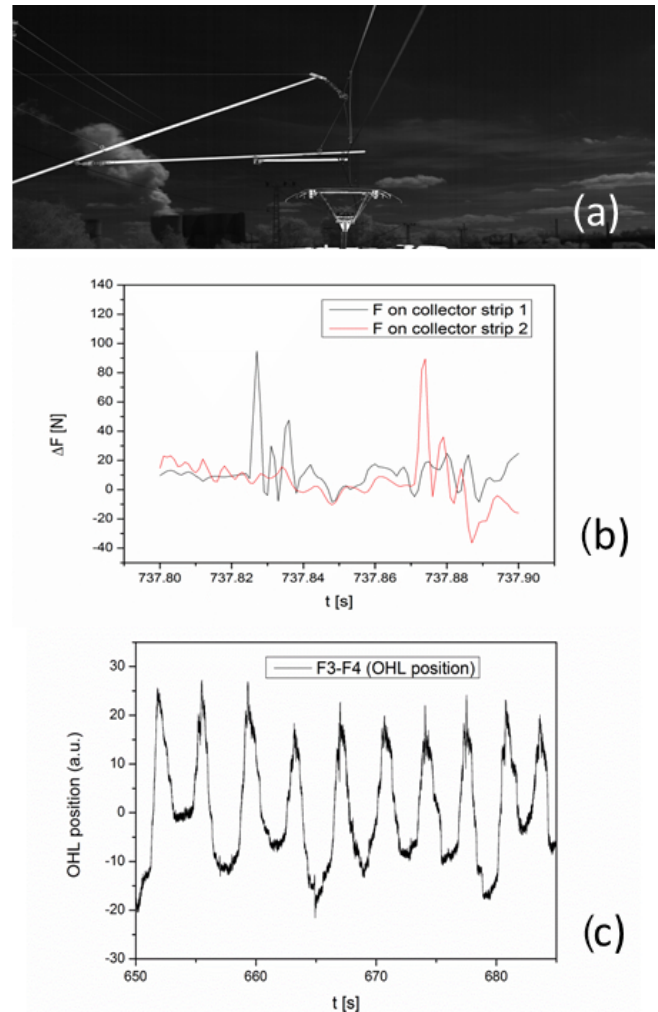 (a)
140
120
100
80
60
40
20
0
-20
-40
ΔF [N]
F on collector strip 1
F on collector strip 2
737.80 737.82 737.84 737.86 737.88 737.90
t [s]
(b)
30
20
10
0
-10
-20
-30
OHL position (a.u.)
F3-F4 (OHL position)
650 660 670 680
t [s]
(c)